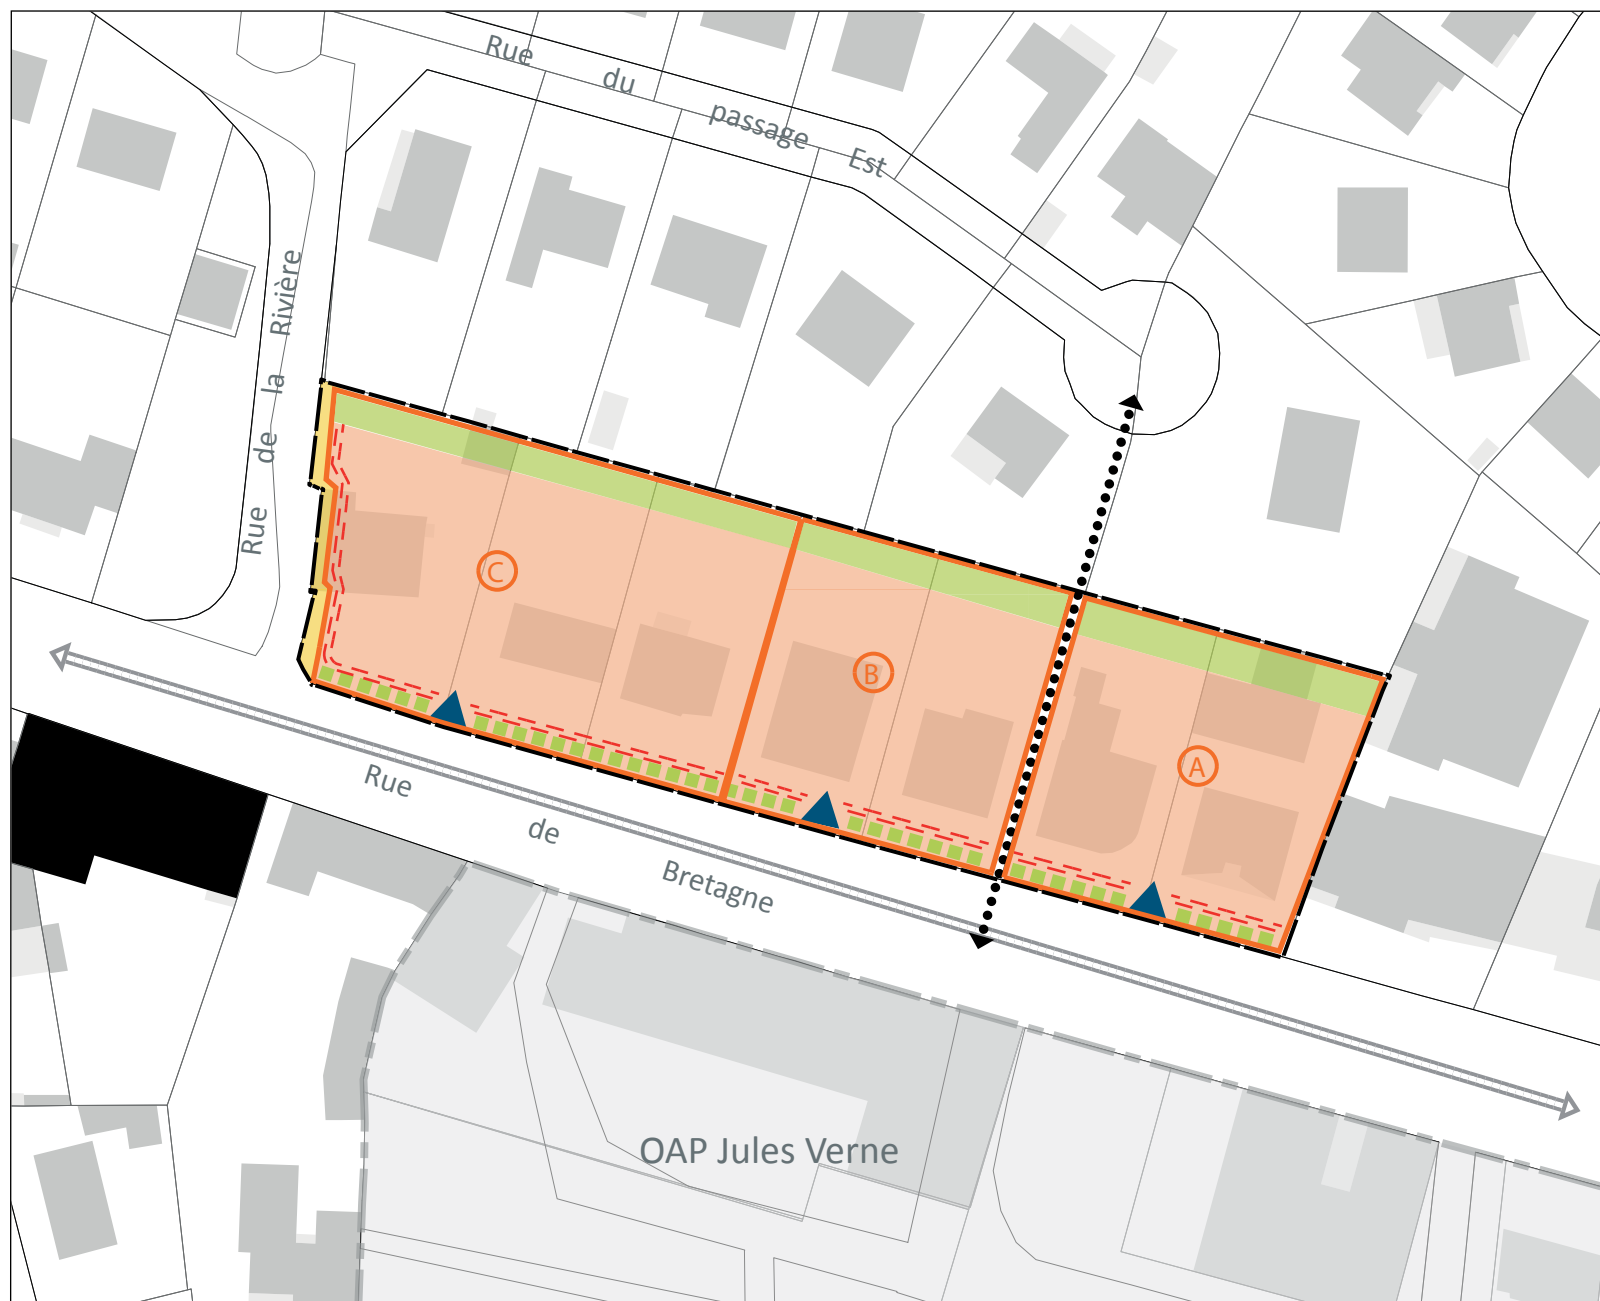 Rue du passage Est
Rue de la Rivière
C
B
A
Rue de Bretagne
OAP Jules Verne